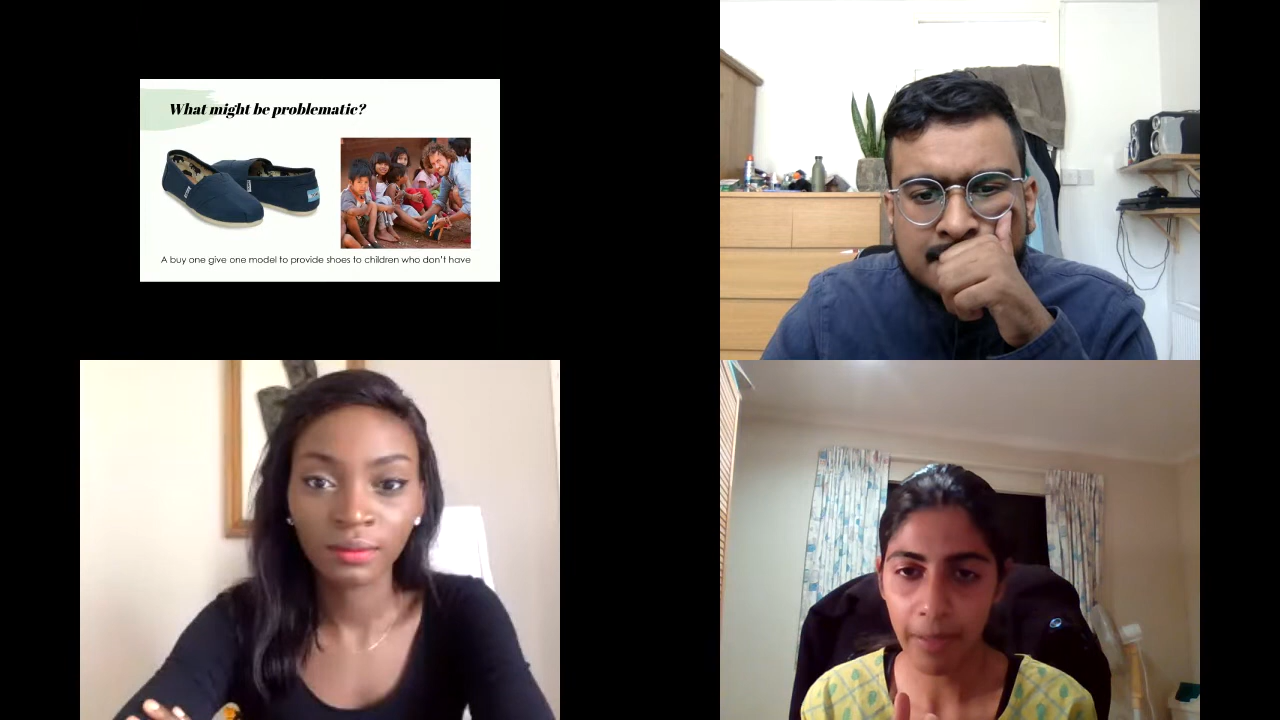 What might be problematic?
A buy one give one model to provide shoes to children who don't have